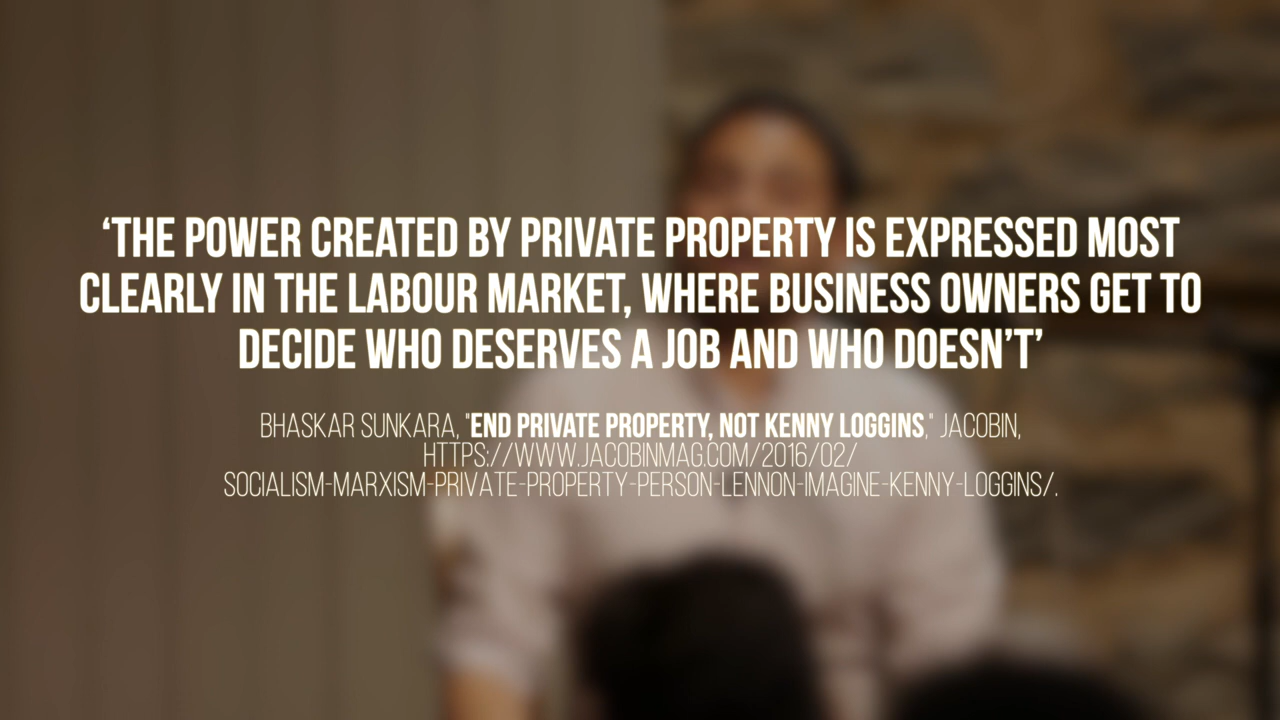 ‘THE POWER CREATED BY PRIVATE PROPERTY IS EXPRESSED MOST
CLEARLY IN THE LABOUR MARKET, WHERE BUSINESS OWNERS GET TO
DECIDE WHO DESERVES A JOB AND WHO DOESN’T’
BHASKAR SUNKARA, "END PRIVATE PROPERTY, NOT KENNY LOGGINS," JACOBIN,
HTTPS://WWW.JACOBINMAG.COM/2016/02/
SOCIALISM-MARXISM-PRIVATE-PROPERTY-PERSON-LENNON-IMAGINE-KENNY-LOGGINS/.